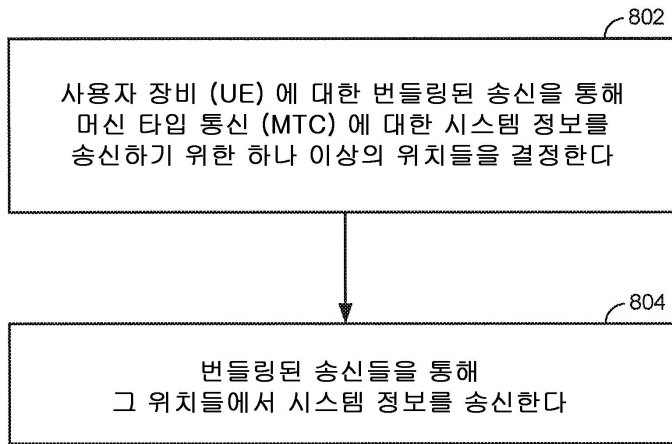 802
사용자 장비 (UE) 에 대한 번들링된 송신을 통해
머신 타입 통신 (MTC) 에 대한 시스템 정보를
송신하기 위한 하나 이상의 위치들을 결정한다
804
번들링된 송신들을 통해
그 위치들에서 시스템 정보를 송신한다